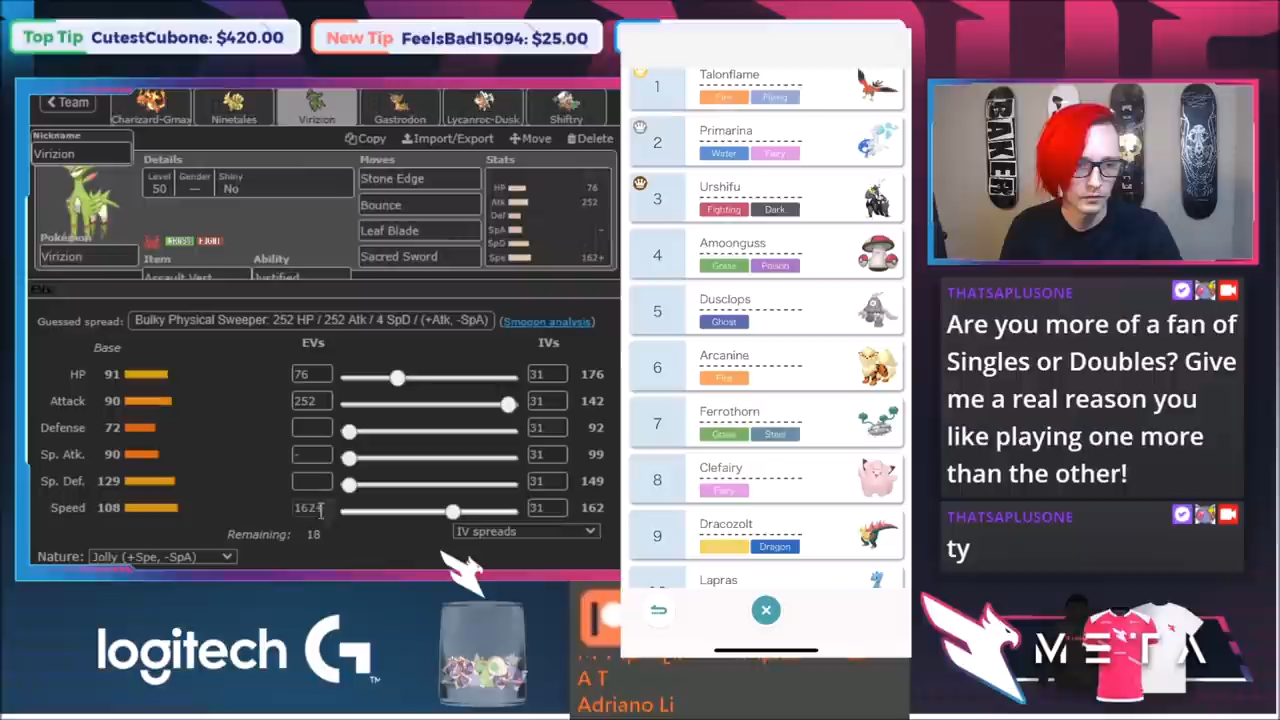 Top Tip CutestCubone: $420.00
New Tip FeelsBad15094: $25.00
Team
Charizard-Gmax
Ninetales
Virizion
Gastrodon
Lycanroc-Dusk
Shiftry
Copy Import/Export Move Delete
Nickname
Virizion
Details
Level Gender Shiny
50 — No
Pokémon
Virizion
GRASS FIGHT
Item Ability
Assault Vest Justified
Moves
Stone Edge
Bounce
Leaf Blade
Sacred Sword
Stats
HP 76
Atk 252
Def
SpA -
SpD
Spe 162+
EVs
Guessed spread: Bulky Physical Sweeper: 252 HP / 252 Atk / 4 SpD / (+Atk, -SpA) (Smogon analysis)
Base EVs IVs
HP 91 76 31 176
Attack 90 252 31 142
Defense 72 31 92
Sp. Atk. 90 - 31 99
Sp. Def. 129 31 149
Speed 108 162+ 31 162
Remaining: 18
IV spreads
Nature: Jolly (+Spe, -SpA)
1 Talonflame
Fire Flying
2 Primarina
Water Fairy
3 Urshifu
Fighting Dark
4 Amoonguss
Grass Poison
5 Dusclops
Ghost
6 Arcanine
Fire
7 Ferrothorn
Grass Steel
8 Clefairy
Fairy
9 Dracozolt
Dragon
Lapras
BAKER
THATSAPLUSONE
Are you more of a fan of
Singles or Doubles? Give
me a real reason you
like playing one more
than the other!
THATSAPLUSONE
ty
logitech G
A T
Adriano Li
META